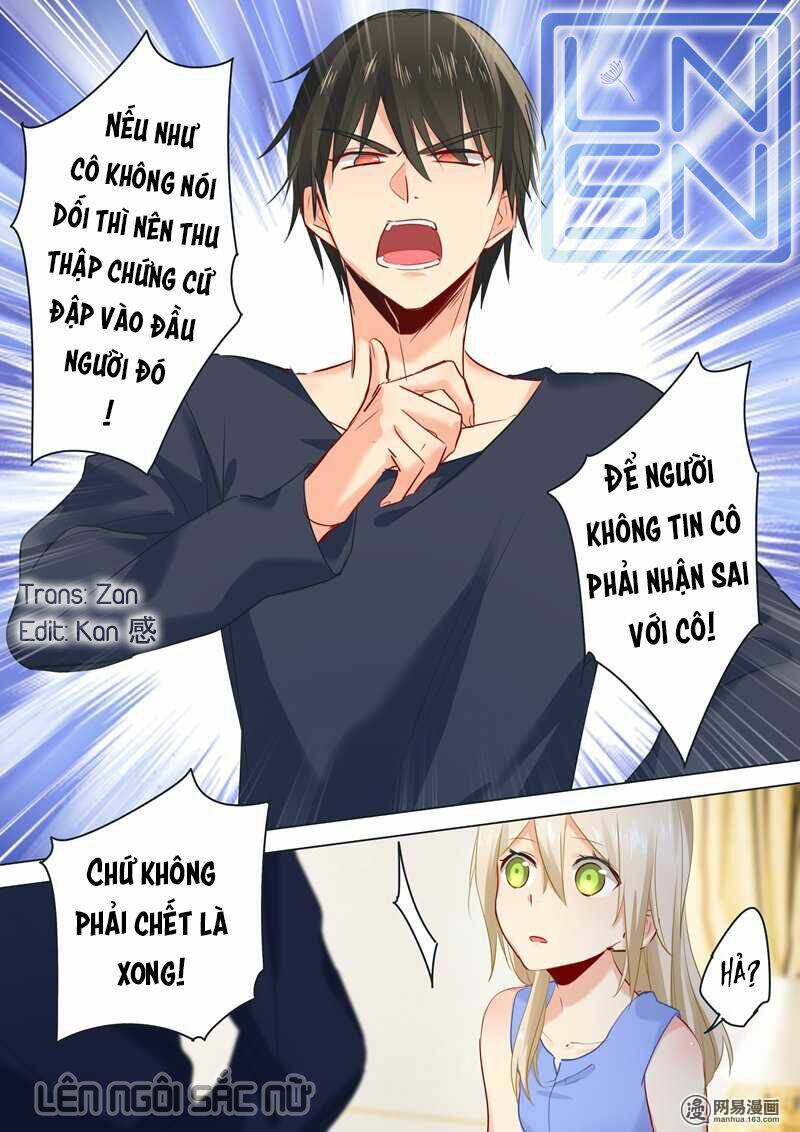 LN
SN
NẾU NHƯ
CÔ KHÔNG NÓI
DỐI THÌ NÊN THU
THẬP CHỨNG CỨ
ĐẬP VÀO ĐẦU
NGƯỜI ĐÓ
!
ĐỂ NGƯỜI
KHÔNG TIN CÔ
PHẢI NHẬN SAI
VỚI CÔ!
Trans: Zan
Edit: Kan 感
CHỨ KHÔNG
PHẢI CHẾT LÀ
XONG!
HẢ?
LÊN NGÔI SẮC NỮ
漫 网易漫画
manhua.163.com